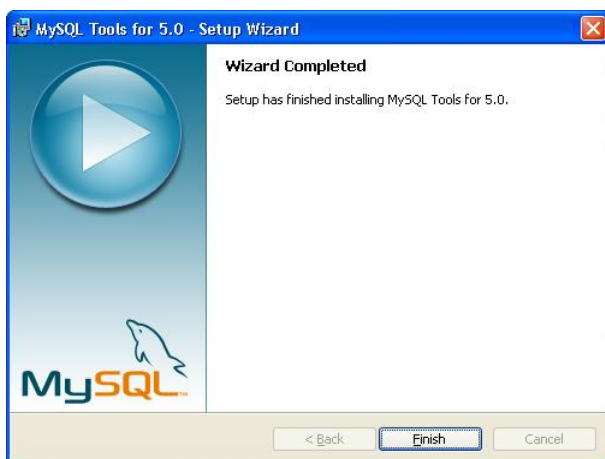 MySQL Tools for 5.0 - Setup Wizard
Wizard Completed
Setup has finished installing MySQL Tools for 5.0.
MySQL
< Back
Finish
Cancel